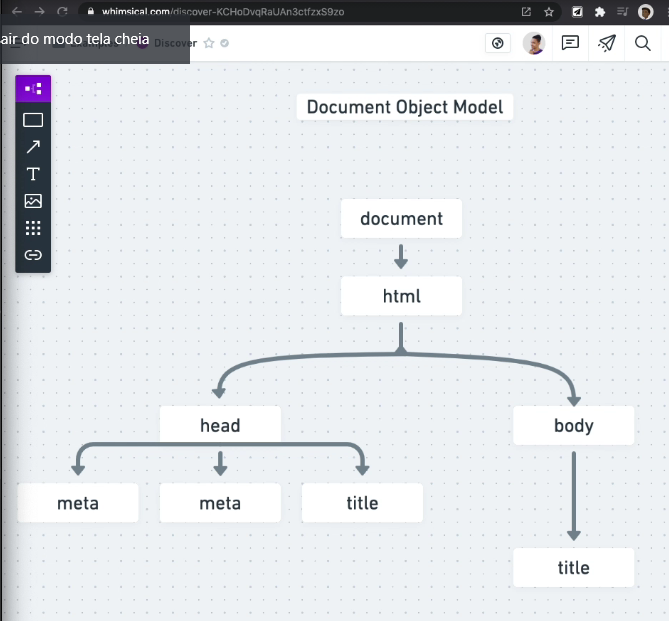 whimsical.com/discover-KCHoDvqRaUAn3ctfzxS9zo
air do modo tela cheia
Discover
Document Object Model
T
document
html
head
body
meta
meta
title
title